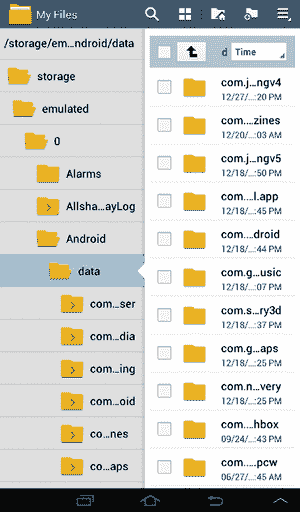 My Files
/storage/em...ndroid/data
storage
emulated
0
Alarms
Allsha...ayLog
Android
data
com...ser
com...dia
com...ing
com...oid
co...nes
co...aps
d Time
com.j...ngv4
12/27/...:20 PM
com....zines
12/20/...:03 AM
com.j...ngv5
12/18/...:50 PM
com....l.app
12/18/...:45 PM
com....droid
12/18/...:44 PM
com.g...usic
12/18/...:07 PM
com.s...ry3d
12/18/...:37 PM
com.g...aps
12/18/...:25 PM
com.n...very
12/18/...:25 PM
com....hbox
09/24/...:43 PM
com....pcw
06/27/...:45 AM